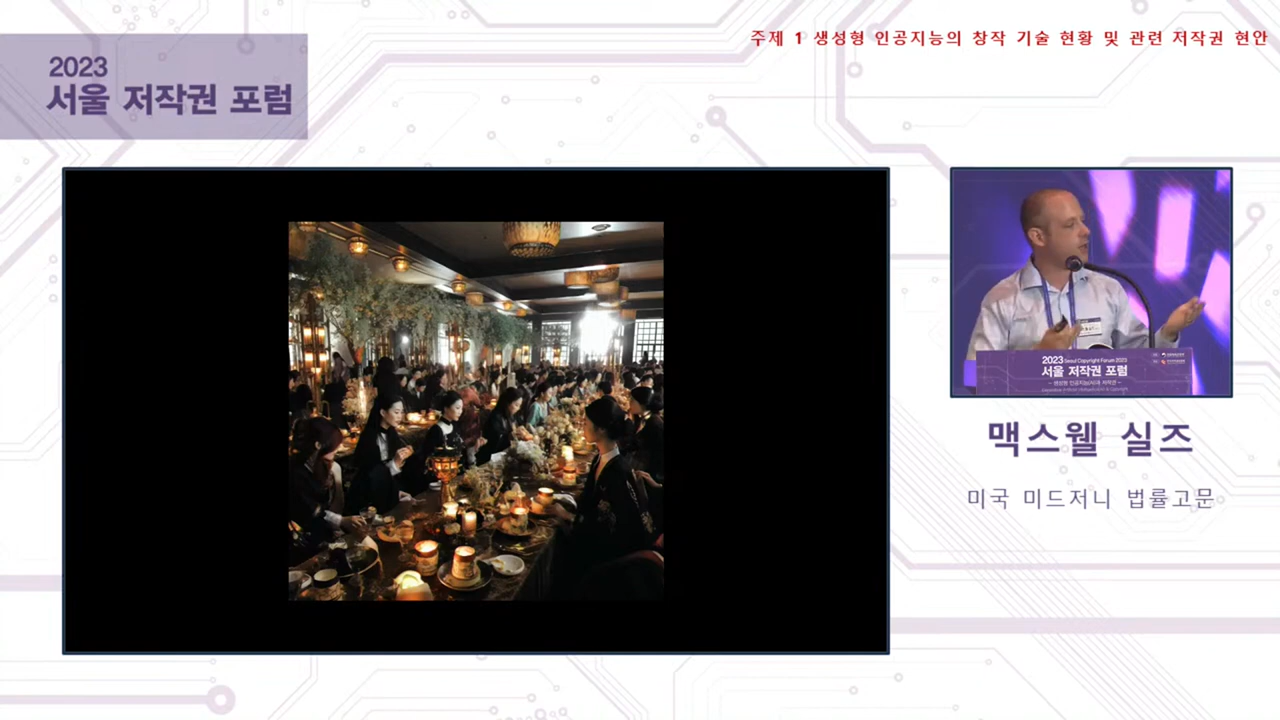 주제 1 생성형 인공지능의 창작 기술 현황 및 관련 저작권 현안
2023
서울 저작권 포럼
2023 Seoul Copyright Forum 2023
서울 저작권 포럼
맥스웰 실즈
미국 미드저니 법률고문